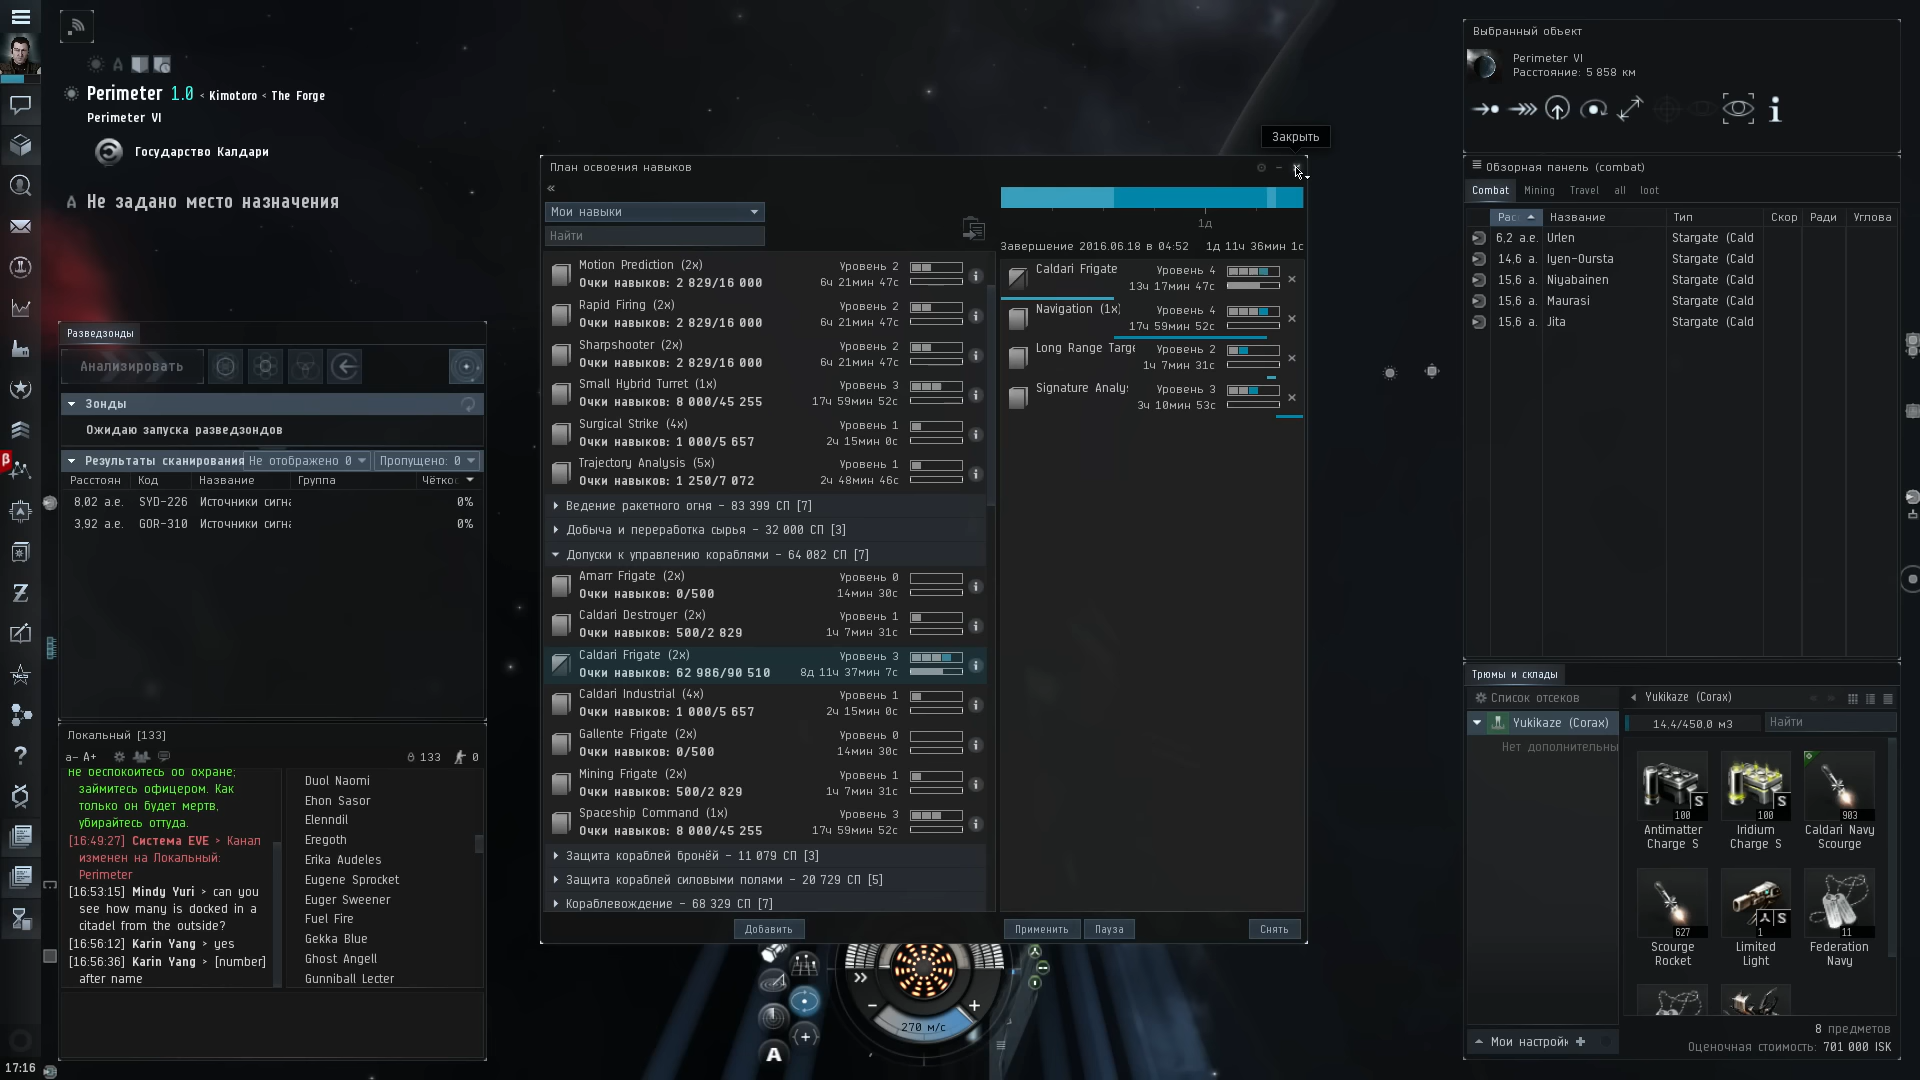 Perimeter 1.0 < Kimotoro < The Forge
Perimeter VI
Государство Калдари
Не задано место назначения
Разведзонды
Анализировать
Зонды
Ожидаю запуска разведзондов
Результаты сканирования Не отображено 0 Пропущено: 0
Расстоян Код Название Группа Чёткос
8,02 а.е. SYD-226 Источники сигна 0%
3,92 а.е. GOR-310 Источники сигна 0%
Локальный [133]
a- A+ 133 0
Не беспокойтесь об охране;
займитесь офицером. Как
только он будет мертв,
убирайтесь оттуда.
[16:49:27] Система EVE > Канал
изменен на Локальный:
Perimeter
[16:53:15] Mindy Yuri > can you
see how many is docked in a
citadel from the outside?
[16:56:12] Karin Yang > yes
[16:56:36] Karin Yang > [number]
after name
Duol Naomi
Ehon Sasor
Elenndil
Eregoth
Erika Audeles
Eugene Sprocket
Euger Sweener
Fuel Fire
Gekka Blue
Ghost Angell
Gunniball Lecter
17:16
Закрыть
План освоения навыков
Мои навыки
Найти
Motion Prediction (2x) Уровень 2
Очки навыков: 2 829/16 000 6ч 21мин 47с
Rapid Firing (2x) Уровень 2
Очки навыков: 2 829/16 000 6ч 21мин 47с
Sharpshooter (2x) Уровень 2
Очки навыков: 2 829/16 000 6ч 21мин 47с
Small Hybrid Turret (1x) Уровень 3
Очки навыков: 8 000/45 255 17ч 59мин 52с
Surgical Strike (4x) Уровень 1
Очки навыков: 1 000/5 657 2ч 15мин 0с
Trajectory Analysis (5x) Уровень 1
Очки навыков: 1 250/7 072 2ч 48мин 46с
Ведение ракетного огня - 83 399 СП [7]
Добыча и переработка сырья - 32 000 СП [3]
Допуски к управлению кораблями - 64 082 СП [7]
Amarr Frigate (2x) Уровень 0
Очки навыков: 0/500 14мин 30с
Caldari Destroyer (2x) Уровень 1
Очки навыков: 500/2 829 1ч 7мин 31с
Caldari Frigate (2x) Уровень 3
Очки навыков: 62 986/90 510 8д 11ч 37мин 7с
Caldari Industrial (4x) Уровень 1
Очки навыков: 1 000/5 657 2ч 15мин 0с
Gallente Frigate (2x) Уровень 0
Очки навыков: 0/500 14мин 30с
Mining Frigate (2x) Уровень 1
Очки навыков: 500/2 829 1ч 7мин 31с
Spaceship Command (1x) Уровень 3
Очки навыков: 8 000/45 255 17ч 59мин 52с
Защита кораблей бронёй - 11 079 СП [3]
Защита кораблей силовыми полями - 20 729 СП [5]
Кораблевождение - 68 329 СП [7]
Добавить
1д
Завершение 2016.06.18 в 04:52 1д 11ч 36мин 1с
Caldari Frigate Уровень 4
13ч 17мин 47с
Navigation (1x) Уровень 4
17ч 59мин 52с
Long Range Targe Уровень 2
1ч 7мин 31с
Signature Analys Уровень 3
3ч 10мин 53с
Применить Пауза Снять
270 м/с
A
Выбранный объект
Perimeter VI
Расстояние: 5 858 км
Обзорная панель (combat)
Combat Mining Travel all loot
Рас Название Тип Скор Ради Углова
6,2 а.е. Urlen Stargate (Cald
14,6 а. Iyen-Oursta Stargate (Cald
15,6 а. Niyabainen Stargate (Cald
15,6 а. Maurasi Stargate (Cald
15,6 а. Jita Stargate (Cald
Трюмы и склады
Список отсеков
Yukikaze (Corax)
Yukikaze (Corax)
Нет дополнительны
14,4/450,0 м3 Найти
100 100 903
Antimatter Charge S
Iridium Charge S
Caldari Navy Scourge
627 1 11
Scourge Rocket
Limited Light
Federation Navy
Мои настройк +
8 предметов
Оценочная стоимость: 701 000 ISK